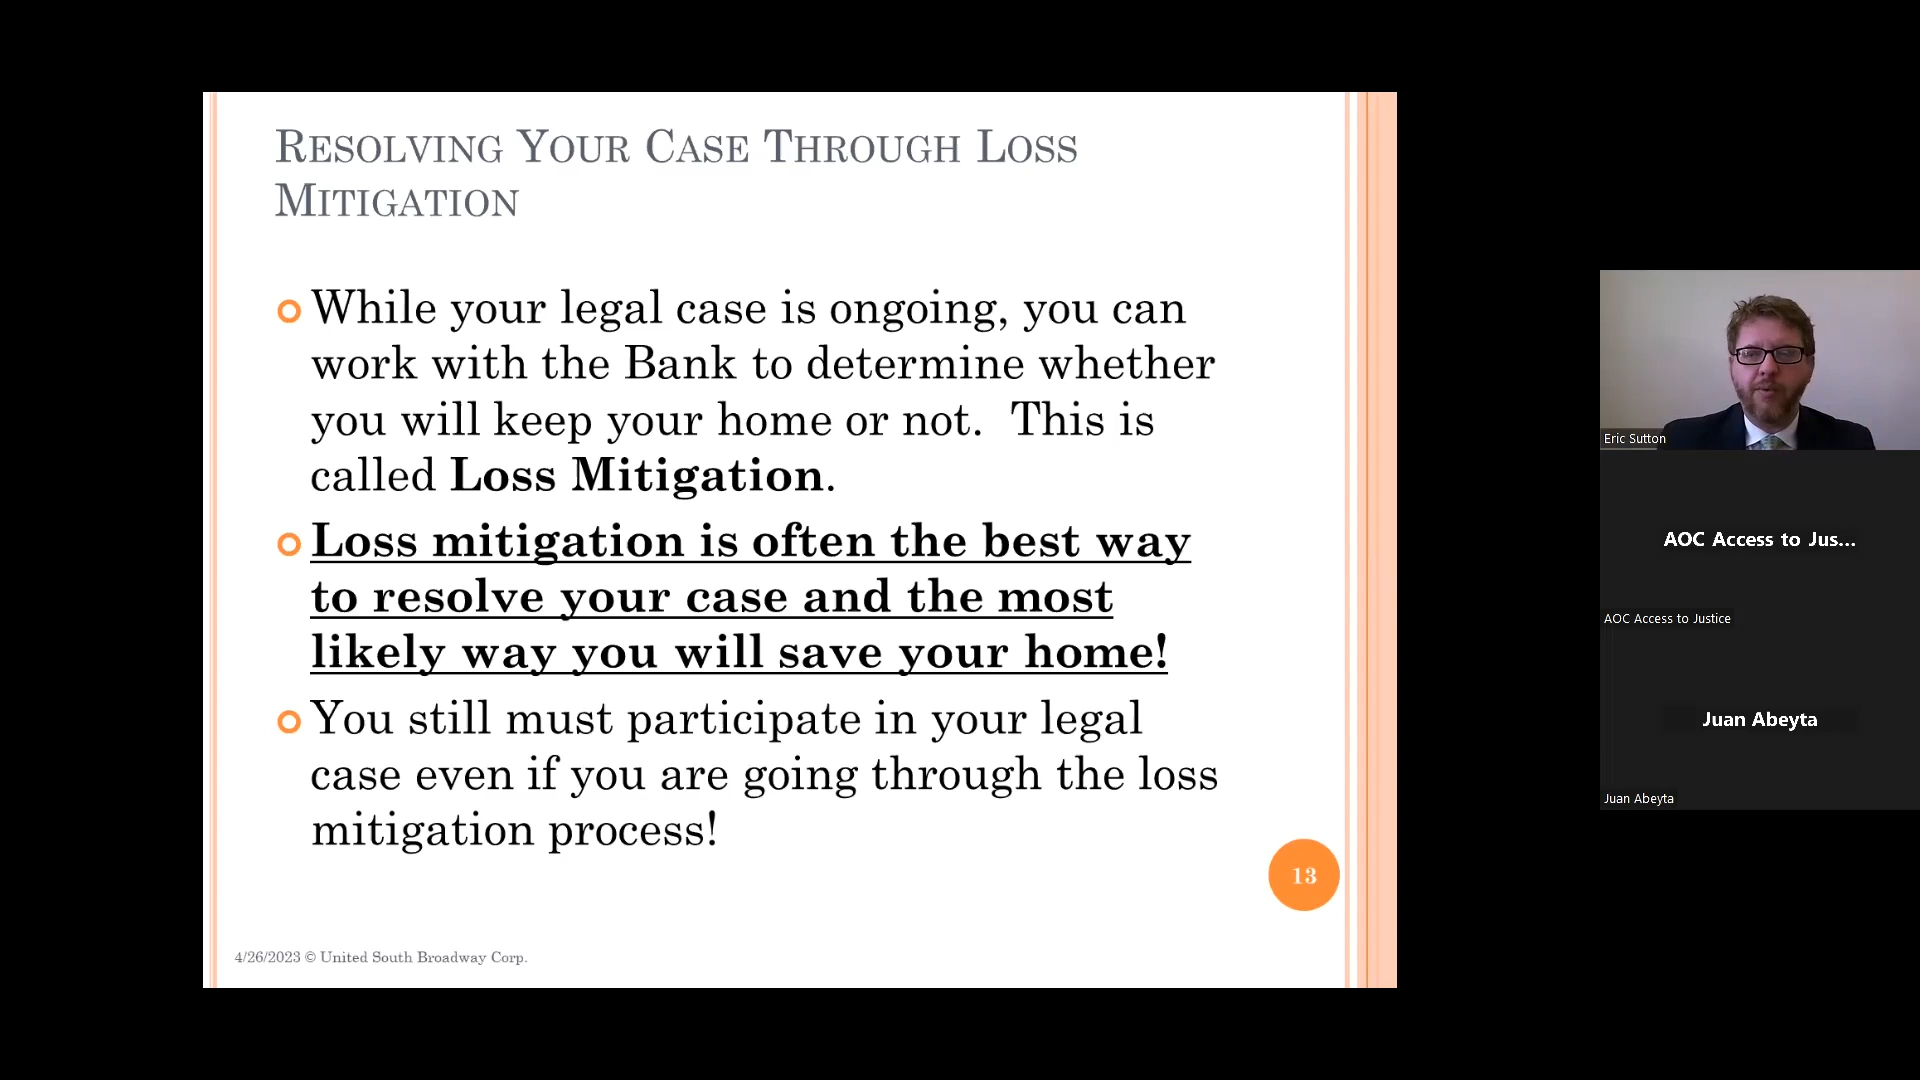 RESOLVING YOUR CASE THROUGH LOSS
MITIGATION
While your legal case is ongoing, you can
work with the Bank to determine whether
you will keep your home or not.  This is
called Loss Mitigation.
Loss mitigation is often the best way
to resolve your case and the most
likely way you will save your home!
You still must participate in your legal
case even if you are going through the loss
mitigation process!
13
4/26/2023 © United South Broadway Corp.
Eric Sutton
AOC Access to Jus...
AOC Access to Justice
Juan Abeyta
Juan Abeyta